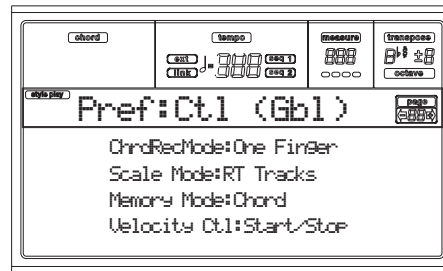 chord
tempo
measure
transpose
ext
link
seq 1
seq 2
octave
style play
Pref:Ctl (Gbl)
page
ChrdRecMode:One Finger
Scale Mode:RT Tracks
Memory Mode:Chord
Velocity Ctl:Start/Stop